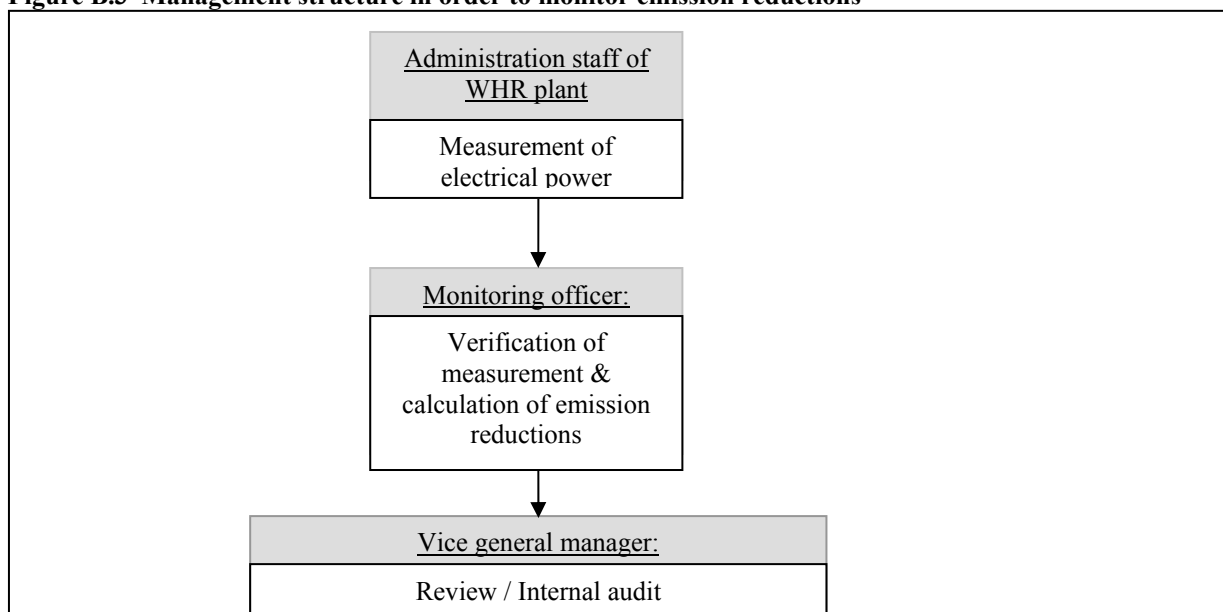 Figure B.3 Management structure in order to monitor emission reductions
Administration staff of
WHR plant
Measurement of
electrical power
Monitoring officer:
Verification of
measurement &
calculation of emission
reductions
Vice general manager:
Review / Internal audit